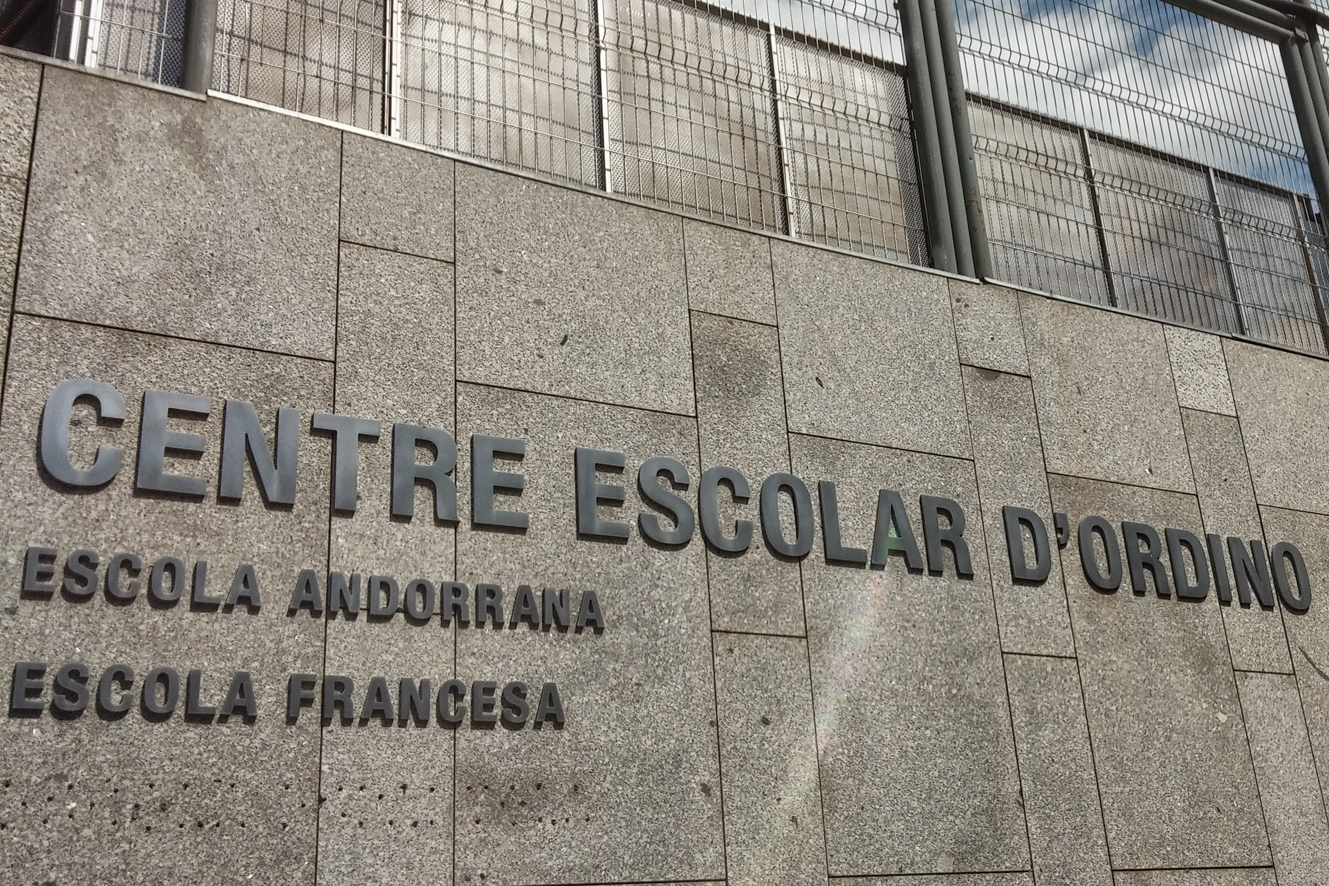 CENTRE ESCOLAR D'ORDINO
ESCOLA ANDORRANA
ESCOLA FRANCESA